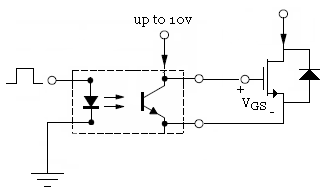 up to 10v
+
VGS
-